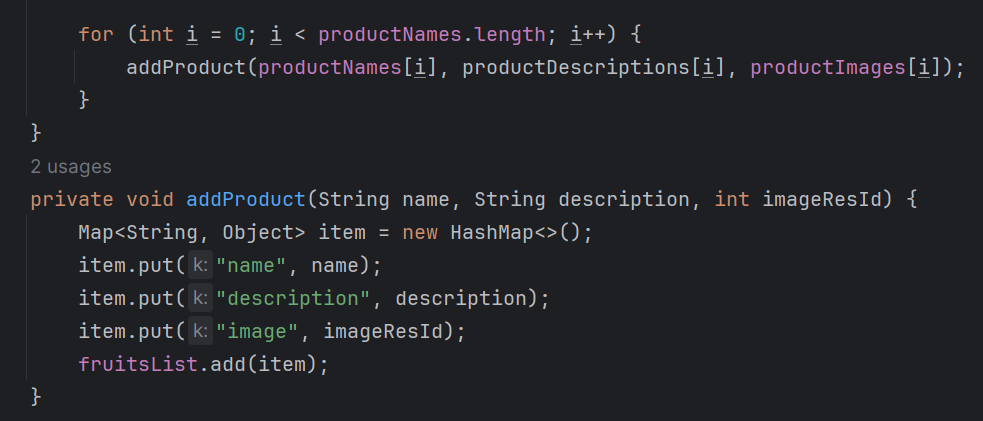 for (int i = 0; i < productNames.length; i++) {
addProduct(productNames[i], productDescriptions[i], productImages[i]);
}
}
2 usages
private void addProduct(String name, String description, int imageResId) {
Map<String, Object> item = new HashMap<>();
item.put( k: "name", name);
item.put( k: "description", description);
item.put( k: "image", imageResId);
fruitsList.add(item);
}